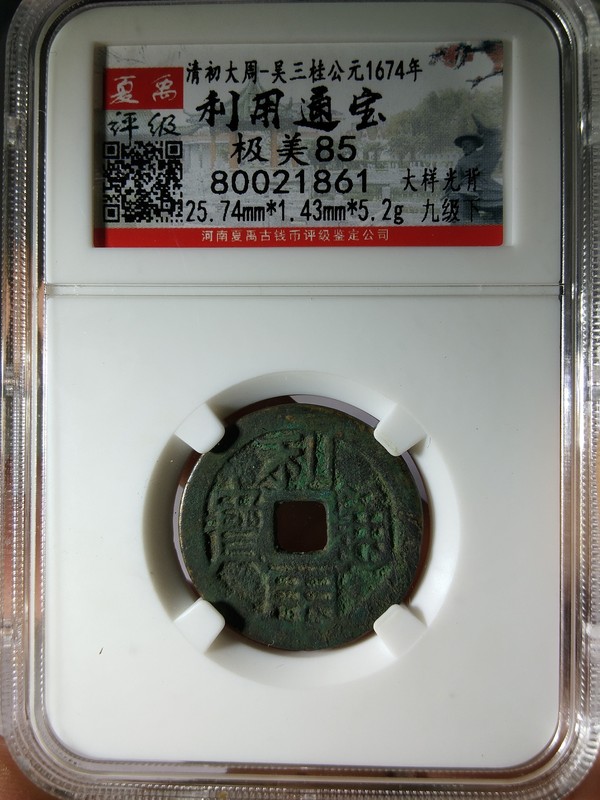 清初大周-吴三桂公元1674年
夏禹
评级
利用通宝
极美85
80021861 大样光背
25.74mm*1.43mm*5.2g 九级下
河南夏禹古钱币评级鉴定公司
利用通寶